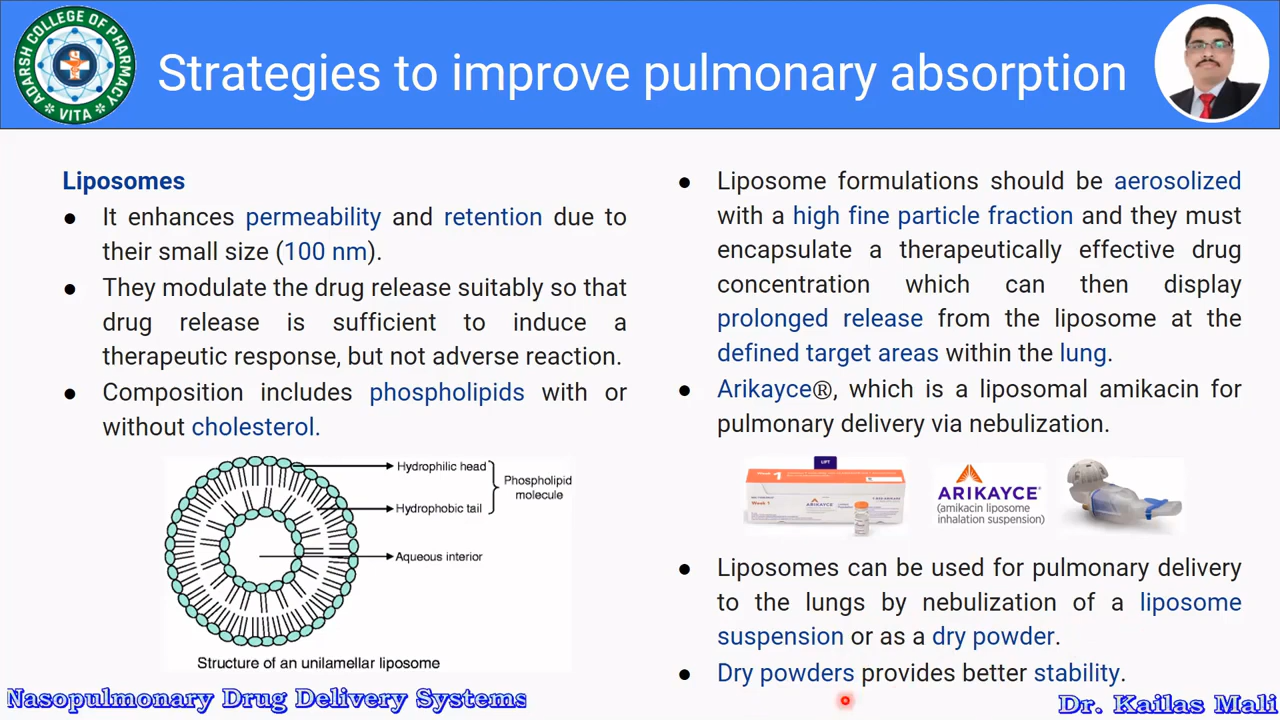 ADARSH COLLEGE OF PHARMACY
VITA
Strategies to improve pulmonary absorption
Liposomes
● It enhances permeability and retention due to
their small size (100 nm).
● They modulate the drug release suitably so that
drug release is sufficient to induce a
therapeutic response, but not adverse reaction.
● Composition includes phospholipids with or
without cholesterol.
Hydrophilic head
Phospholipid
molecule
Hydrophobic tail
Aqueous interior
Structure of an unilamellar liposome
● Liposome formulations should be aerosolized
with a high fine particle fraction and they must
encapsulate a therapeutically effective drug
concentration which can then display
prolonged release from the liposome at the
defined target areas within the lung.
● Arikayce®, which is a liposomal amikacin for
pulmonary delivery via nebulization.
LIFT
Week 1
Week 1
ARIKAYCE
ARIKAYCE®
(amikacin liposome
inhalation suspension)
● Liposomes can be used for pulmonary delivery
to the lungs by nebulization of a liposome
suspension or as a dry powder.
● Dry powders provides better stability.
Nasopulmonary Drug Delivery Systems
Dr. Kailas Mali